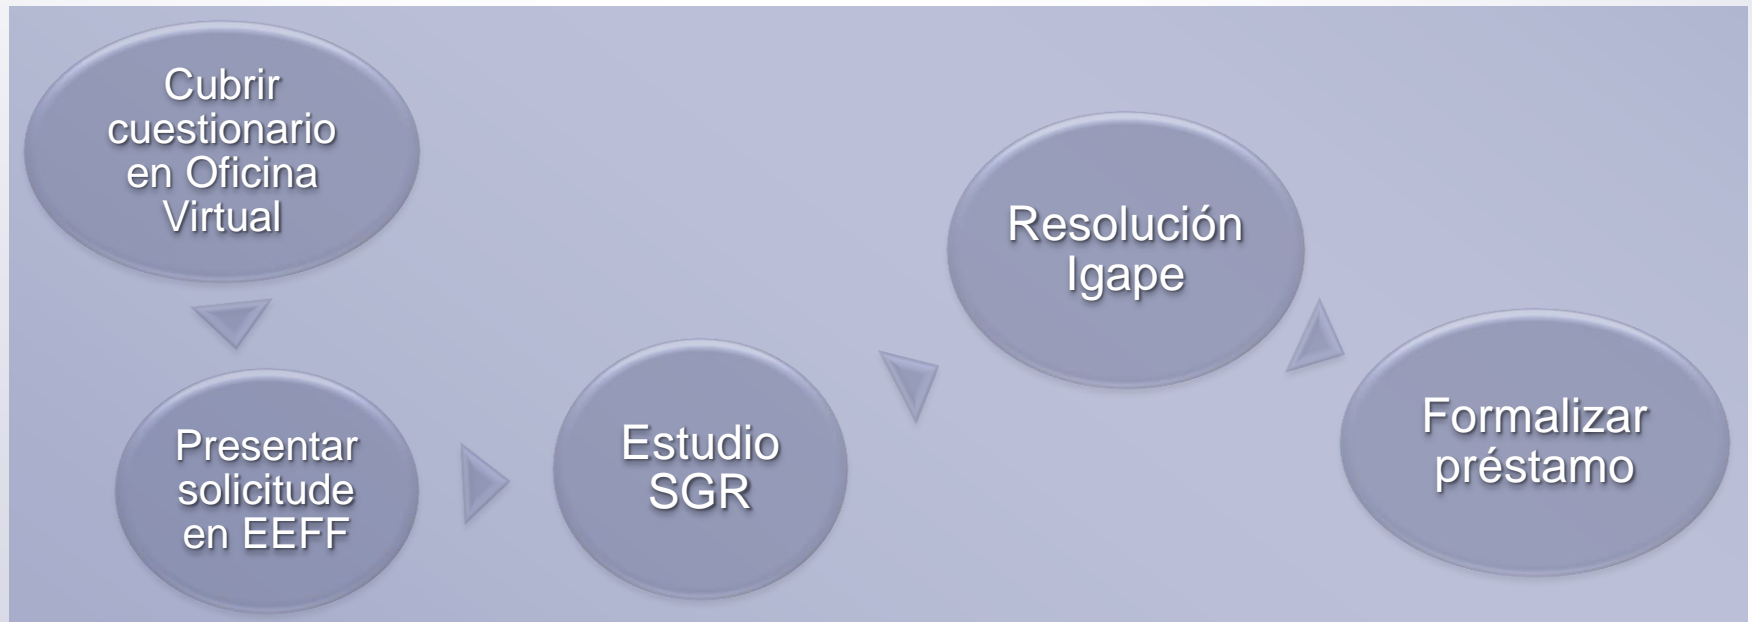 Cubrir
cuestionario
en Oficina
Virtual
Presentar
solicitude
en EEFF
Estudio
SGR
Resolución
Igape
Formalizar
préstamo